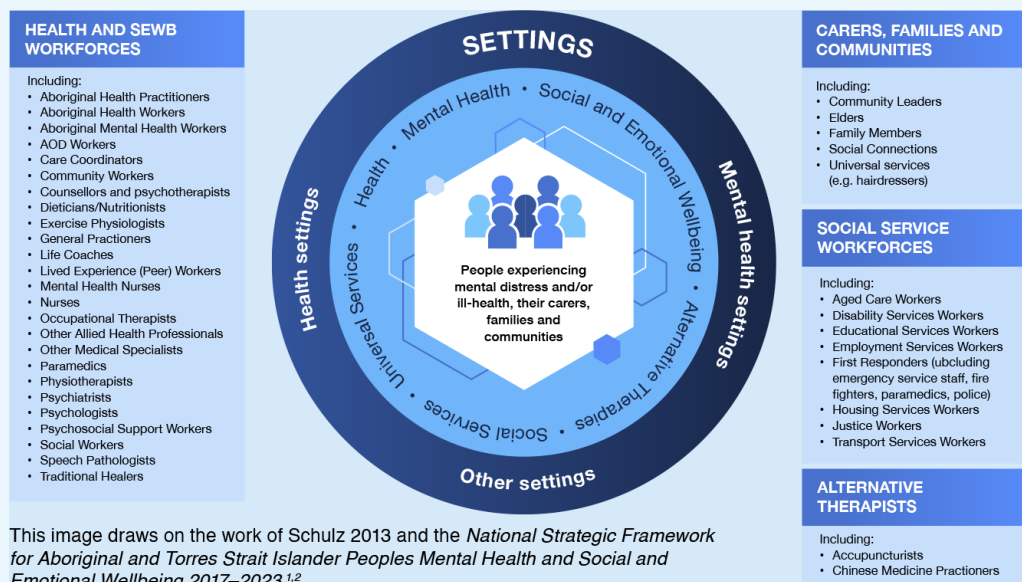 HEALTH AND SEWB
WORKFORCES
Including:
• Aboriginal Health Practitioners
• Aboriginal Health Workers
• Aboriginal Mental Health Workers
• AOD Workers
• Care Coordinators
• Community Workers
• Counsellors and psychotherapists
• Dieticians/Nutritionists
• Exercise Physiologists
• General Practioners
• Life Coaches
• Lived Experience (Peer) Workers
• Mental Health Nurses
• Nurses
• Occupational Therapists
• Other Allied Health Professionals
• Other Medical Specialists
• Paramedics
• Physiotherapists
• Psychiatrists
• Psychologists
• Psychosocial Support Workers
• Social Workers
• Speech Pathologists
• Traditional Healers
SETTINGS
Mental health settings
Other settings
Health settings
Health • Mental Health • Social and Emotional Wellbeing • Alternative Therapies • Social Services • Universal Services •
People experiencing
mental distress and/or
ill-health, their carers,
families and
communities
CARERS, FAMILIES AND
COMMUNITIES
Including:
• Community Leaders
• Elders
• Family Members
• Social Connections
• Universal services
(e.g. hairdressers)
SOCIAL SERVICE
WORKFORCES
Including:
• Aged Care Workers
• Disability Services Workers
• Educational Services Workers
• Employment Services Workers
• First Responders (ubcluding
emergency service staff, fire
fighters, paramedics, police)
• Housing Services Workers
• Justice Workers
• Transport Services Workers
ALTERNATIVE
THERAPISTS
Including:
• Accupuncturists
• Chinese Medicine Practioners
This image draws on the work of Schulz 2013 and the National Strategic Framework
for Aboriginal and Torres Strait Islander Peoples Mental Health and Social and
Emotional Wellbeing 2017–2023.1,2